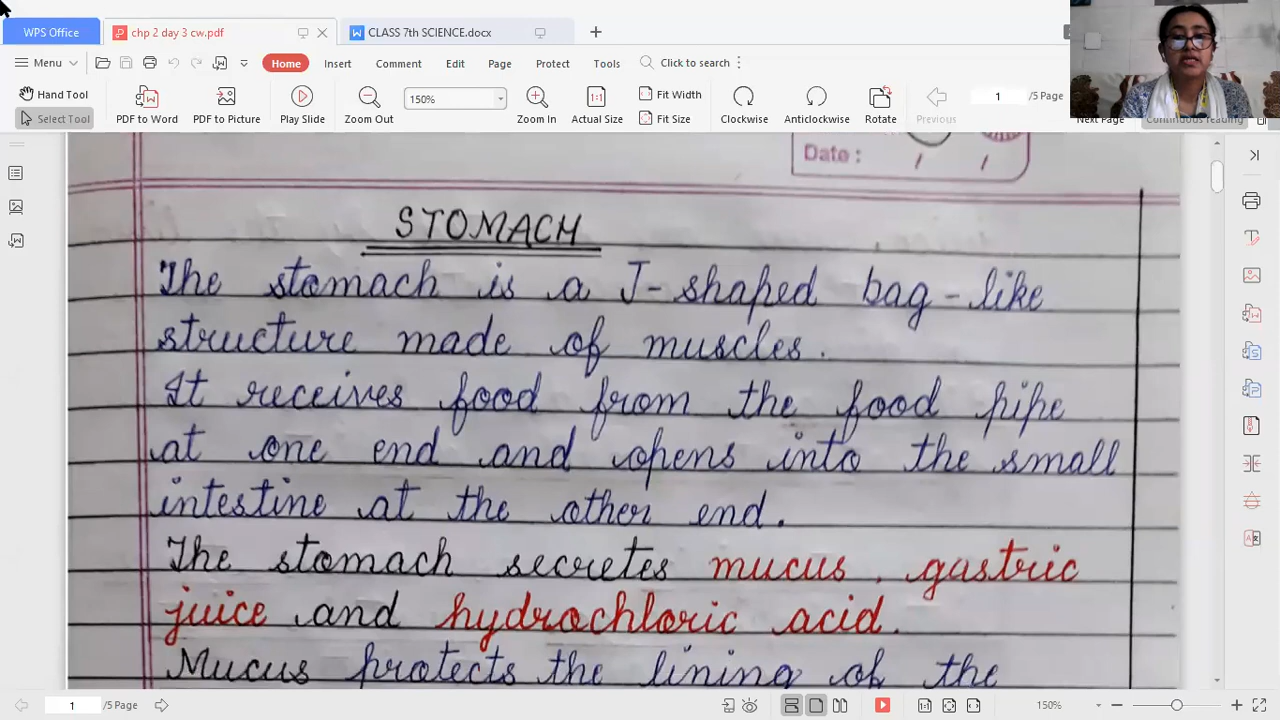 WPS Office
chp 2 day 3 cw.pdf
CLASS 7th SCIENCE.docx
Menu
Home
Insert
Comment
Edit
Page
Protect
Tools
Click to search
Hand Tool
Select Tool
PDF to Word
PDF to Picture
Play Slide
Zoom Out
150%
Zoom In
Actual Size
Fit Width
Fit Size
Clockwise
Anticlockwise
Rotate
Previous
1
/5 Page
Next Page
Continuous reading
Date : / /
STOMACH
The stomach is a J-shaped bag-like
structure made of muscles.
It receives food from the food pipe
at one end and opens into the small
intestine at the other end.
The stomach secretes mucus, gastric
juice and hydrochloric acid.
Mucus protects the lining of the
1
/5 Page
150%